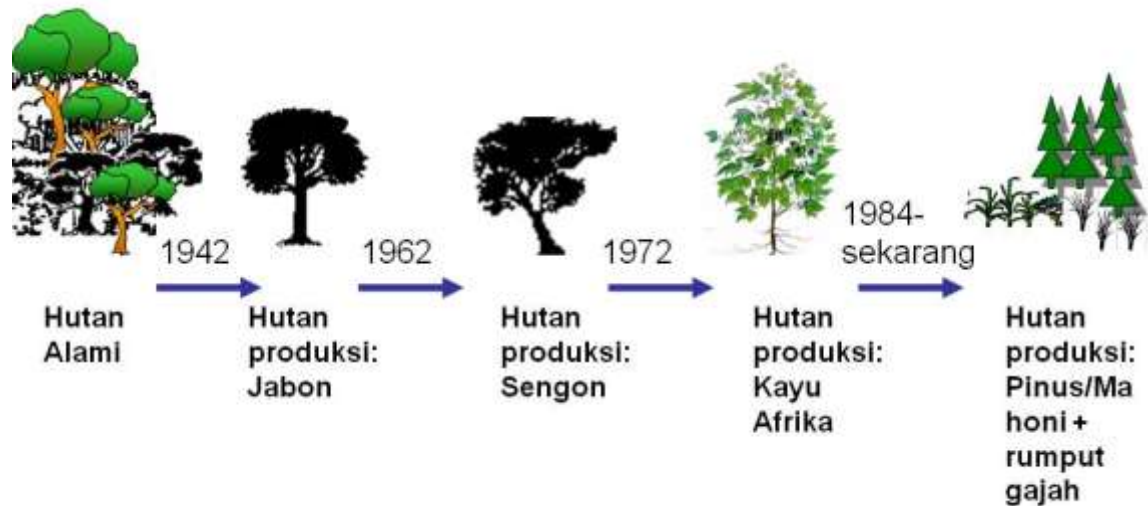 1942
1962
1972
1984-
sekarang
Hutan
Alami
Hutan
produksi:
Jabon
Hutan
produksi:
Sengon
Hutan
produksi:
Kayu
Afrika
Hutan
produksi:
Pinus/Ma
honi +
rumput
gajah